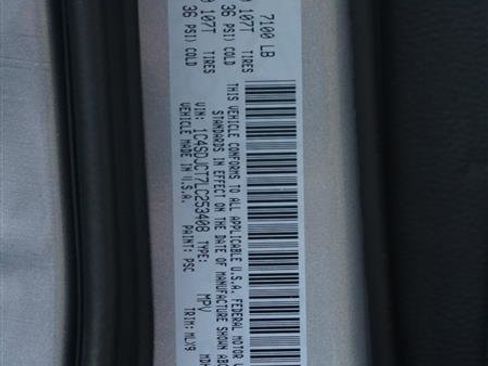 7100 LB
107T TIRES
36 PSI) COLD
107T TIRES
36 PSI) COLD
THIS VEHICLE CONFORMS TO ALL APPLICABLE U.S.A. FEDERAL MOTOR
STANDARDS IN EFFECT ON THE DATE OF MANUFACTURE SHOWN
VIN: 1C4SDJCT7LC253408 TYPE: MPV
VEHICLE MADE IN U.S.A. PAINT: PSC TRIM: MLX9